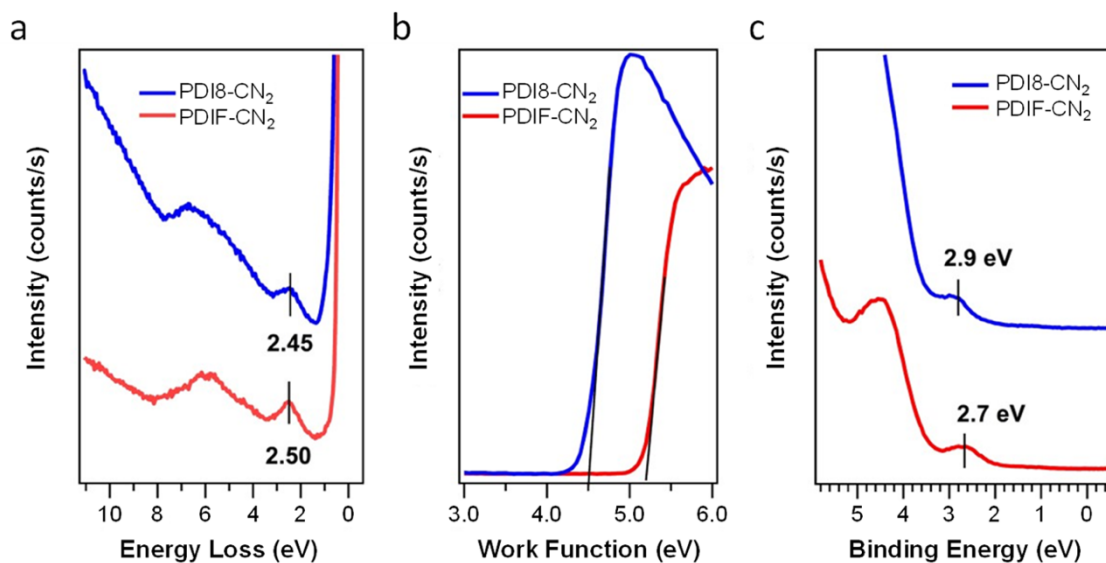 a
Intensity (counts/s)
PDI8-CN₂
PDIF-CN₂
2.45
2.50
10 8 6 4 2 0
Energy Loss (eV)
b
Intensity (counts/s)
PDI8-CN₂
PDIF-CN₂
3.0 4.0 5.0 6.0
Work Function (eV)
c
Intensity (counts/s)
PDI8-CN₂
PDIF-CN₂
2.9 eV
2.7 eV
5 4 3 2 1 0
Binding Energy (eV)